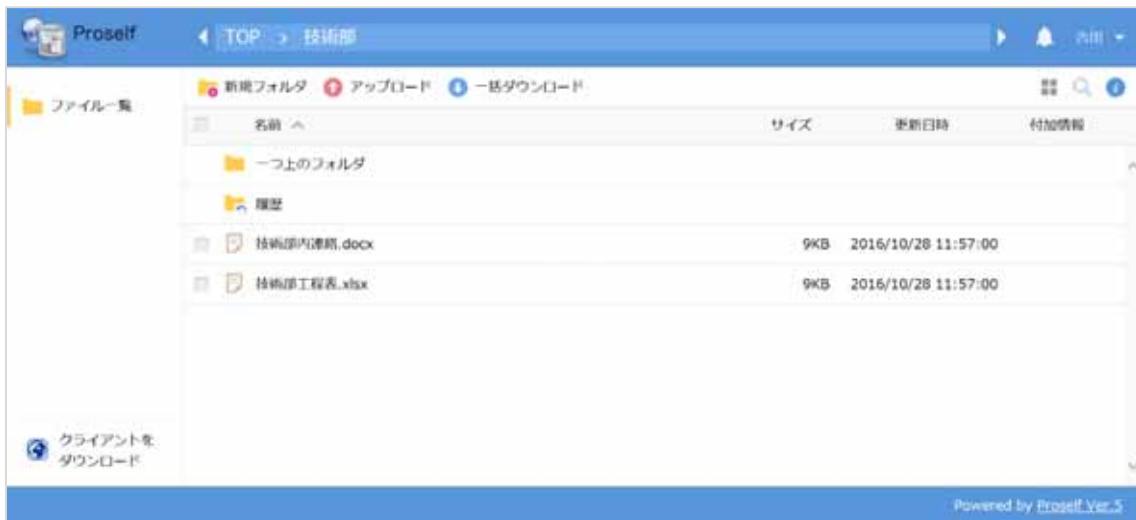 Proself
TOP > 技術部
ファイル一覧
新規フォルダ アップロード 一括ダウンロード
名前 サイズ 更新日時 付加情報
一つ上のフォルダ
履歴
技術部内連絡.docx 9KB 2016/10/28 11:57:00
技術部工程表.xlsx 9KB 2016/10/28 11:57:00
クライアントを
ダウンロード
Powered by Proself Ver.5